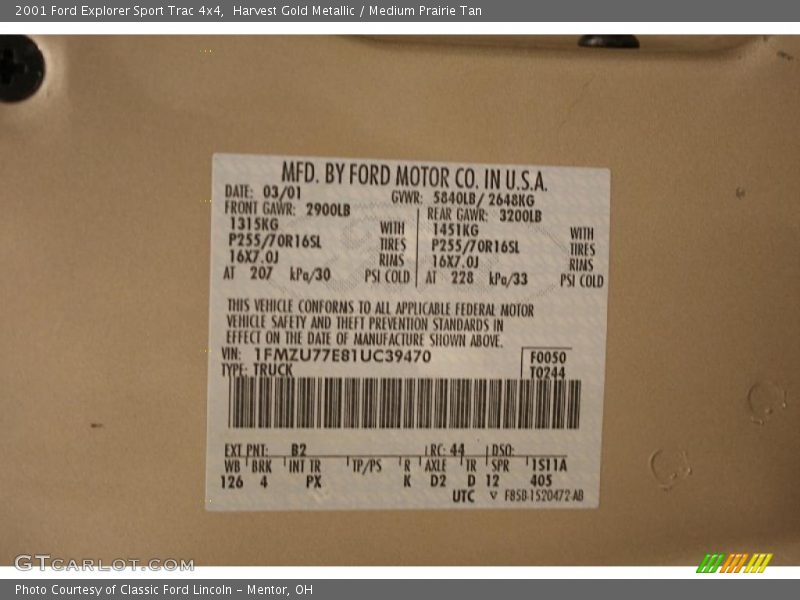 2001 Ford Explorer Sport Trac 4x4, Harvest Gold Metallic / Medium Prairie Tan
MFD. BY FORD MOTOR CO. IN U.S.A.
DATE: 03/01 GVWR: 5840LB/ 2648KG
FRONT GAWR: 2900LB REAR GAWR: 3200LB
1315KG WITH 1451KG WITH
P255/70R16SL TIRES P255/70R16SL TIRES
16X7.0J RIMS 16X7.0J RIMS
AT 207 kPa/30 PSI COLD AT 228 kPa/33 PSI COLD
THIS VEHICLE CONFORMS TO ALL APPLICABLE FEDERAL MOTOR
VEHICLE SAFETY AND THEFT PREVENTION STANDARDS IN
EFFECT ON THE DATE OF MANUFACTURE SHOWN ABOVE.
VIN: 1FMZU77E81UC39470 F0050
TYPE: TRUCK T0244
EXT PNT: B2 RC: 44 DSO:
WB BRK INT TR TP/PS R AXLE TR SPR 1S11A
126 4 PX K D2 D 12 405
UTC V F85B-1520472-AB
GTCARLOT.COM
Photo Courtesy of Classic Ford Lincoln - Mentor, OH